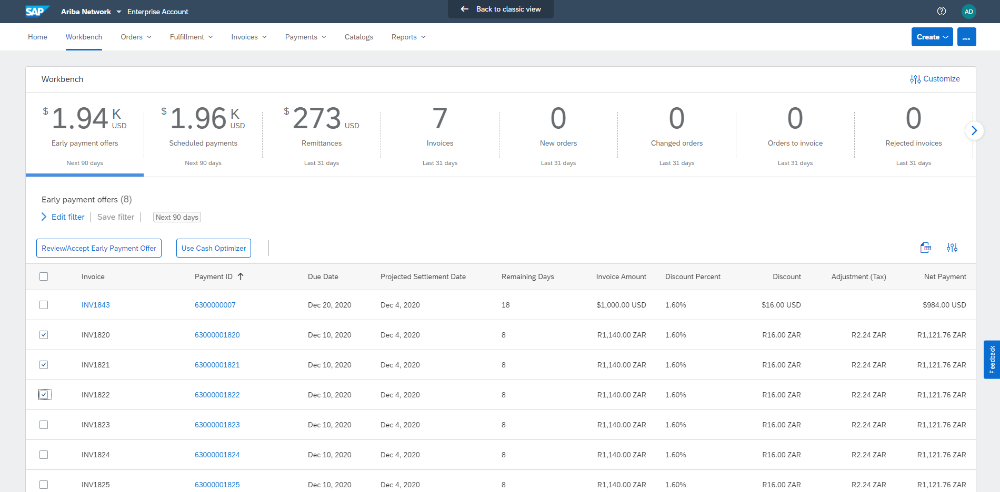 SAP Ariba Network Enterprise Account Back to classic view AD
Home Workbench Orders Fulfillment Invoices Payments Catalogs Reports Create ...
Workbench Customize
$ 1.94 K USD $ 1.96 K USD $ 273 USD 7 0 0 0 0
Early payment offers Scheduled payments Remittances Invoices New orders Changed orders Orders to invoice Rejected invoices
Next 90 days Next 90 days Last 31 days Last 31 days Last 31 days Last 31 days Last 31 days Last 31 days
Early payment offers (8)
Edit filter Save filter Next 90 days
Review/Accept Early Payment Offer Use Cash Optimizer
Invoice Payment ID Due Date Projected Settlement Date Remaining Days Invoice Amount Discount Percent Discount Adjustment (Tax) Net Payment
INV1843 6300000007 Dec 20, 2020 Dec 4, 2020 18 $1,000.00 USD 1.60% $16.00 USD $984.00 USD
INV1820 63000001820 Dec 10, 2020 Dec 4, 2020 8 R1,140.00 ZAR 1.60% R16.00 ZAR R2.24 ZAR R1,121.76 ZAR
INV1821 63000001821 Dec 10, 2020 Dec 4, 2020 8 R1,140.00 ZAR 1.60% R16.00 ZAR R2.24 ZAR R1,121.76 ZAR
INV1822 63000001822 Dec 10, 2020 Dec 4, 2020 8 R1,140.00 ZAR 1.60% R16.00 ZAR R2.24 ZAR R1,121.76 ZAR
INV1823 63000001823 Dec 10, 2020 Dec 4, 2020 8 R1,140.00 ZAR 1.60% R16.00 ZAR R2.24 ZAR R1,121.76 ZAR
INV1824 63000001824 Dec 10, 2020 Dec 4, 2020 8 R1,140.00 ZAR 1.60% R16.00 ZAR R2.24 ZAR R1,121.76 ZAR
INV1825 63000001825 Dec 10, 2020 Dec 4, 2020 8 R1,140.00 ZAR 1.60% R16.00 ZAR R2.24 ZAR R1,121.76 ZAR
Feedback